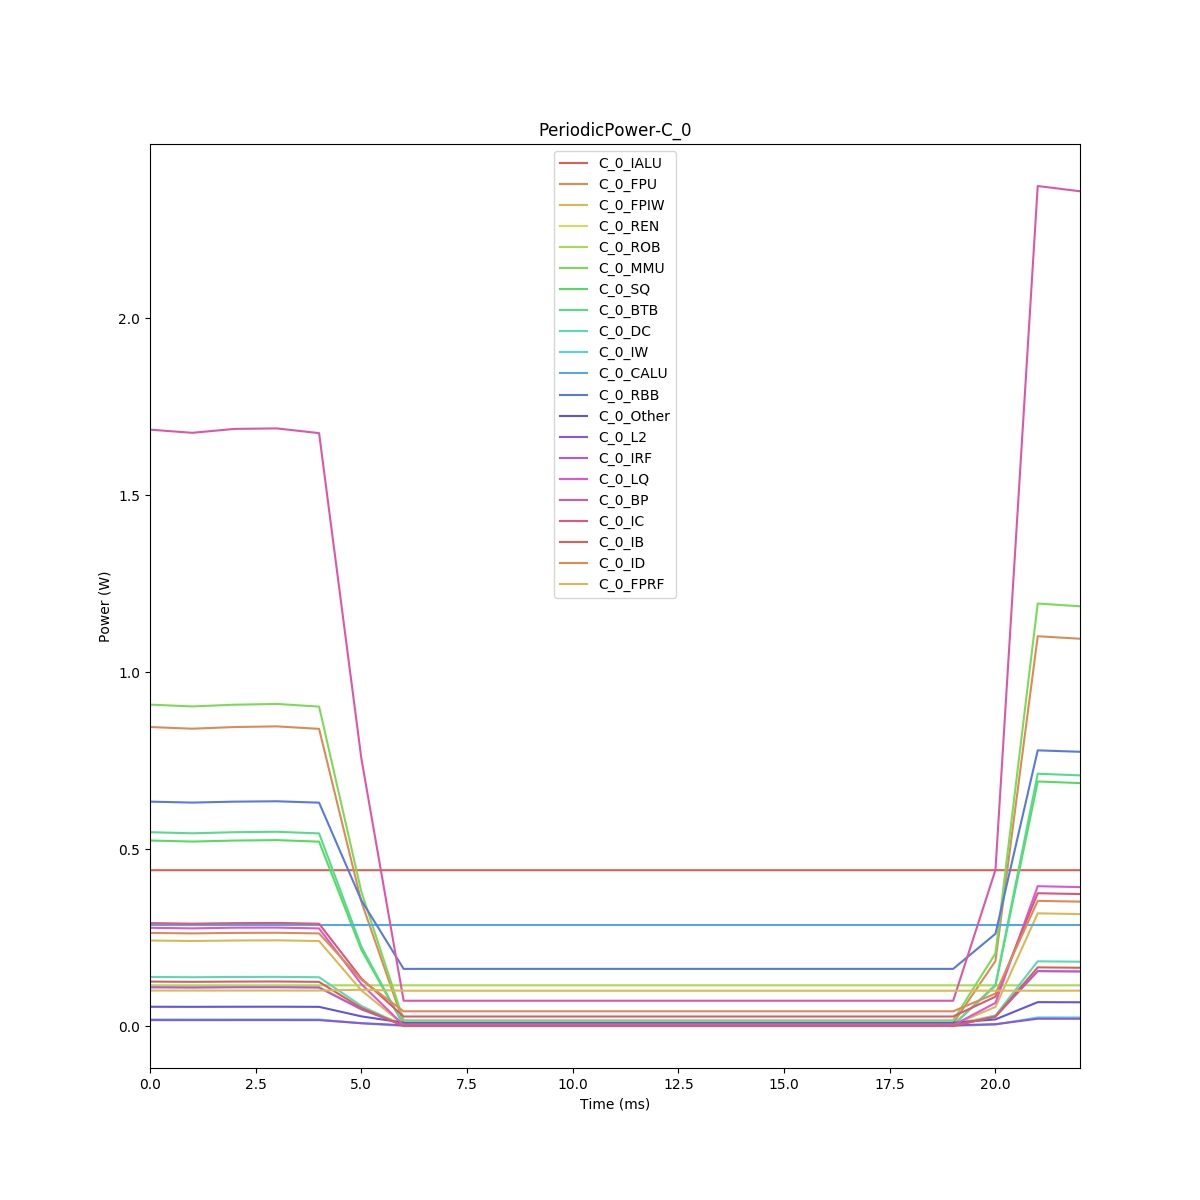 PeriodicPower-C_0
C_0_IALU
C_0_FPU
C_0_FPIW
C_0_REN
C_0_ROB
C_0_MMU
C_0_SQ
C_0_BTB
C_0_DC
C_0_IW
C_0_CALU
C_0_RBB
C_0_Other
C_0_L2
C_0_IRF
C_0_LQ
C_0_BP
C_0_IC
C_0_IB
C_0_ID
C_0_FPRF
2.0
1.5
1.0
0.5
0.0
Power (W)
0.0 2.5 5.0 7.5 10.0 12.5 15.0 17.5 20.0
Time (ms)